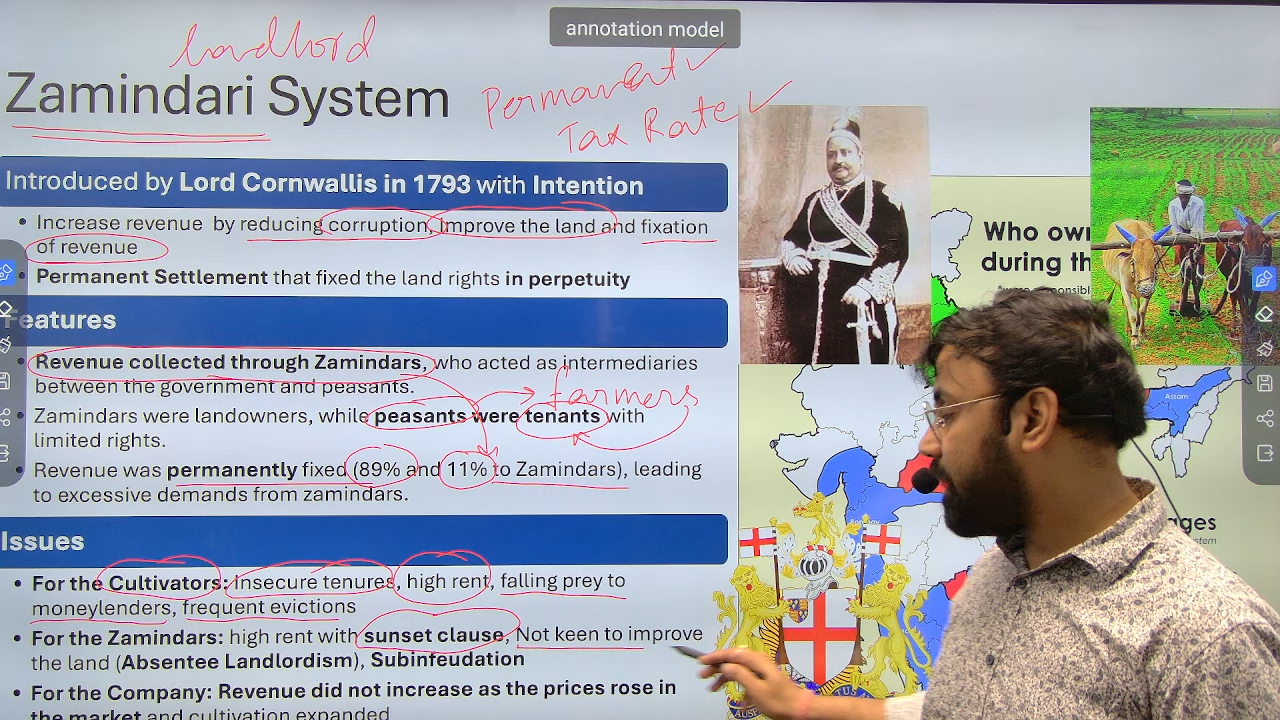 annotation model
Landlord
Zamindari System
Permanent
Tax Rate
Introduced by Lord Cornwallis in 1793 with Intention
• Increase revenue by reducing corruption, improve the land and fixation
of revenue
• Permanent Settlement that fixed the land rights in perpetuity
Who own
during th
Features
• Revenue collected through Zamindars, who acted as intermediaries
between the government and peasants.
farmers
• Zamindars were landowners, while peasants were tenants with
limited rights.
• Revenue was permanently fixed (89% and 11% to Zamindars), leading
to excessive demands from zamindars.
Assam
ages
Issues
• For the Cultivators: insecure tenures, high rent, falling prey to
moneylenders, frequent evictions
• For the Zamindars: high rent with sunset clause, Not keen to improve
the land (Absentee Landlordism), Subinfeudation
• For the Company: Revenue did not increase as the prices rose in
the market and cultivation expanded
AUSP